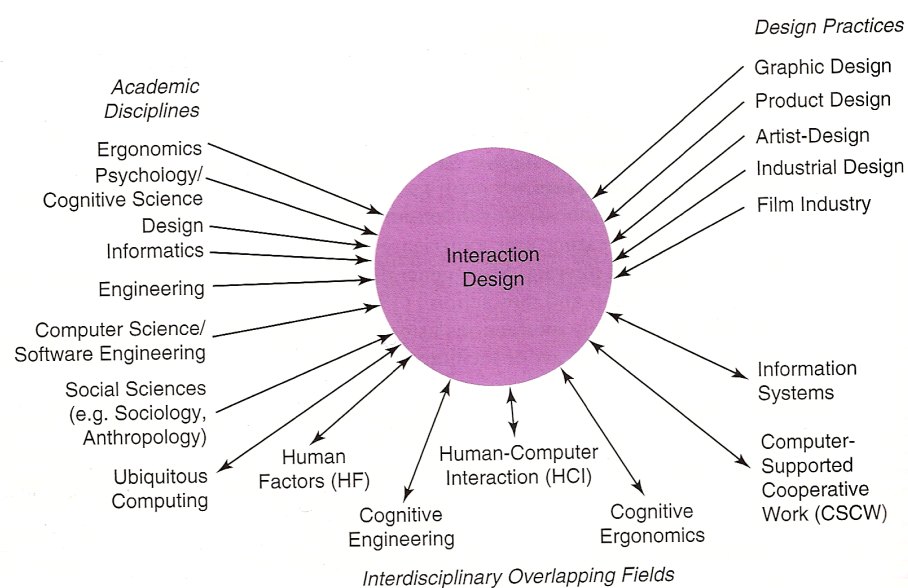 Design Practices
Graphic Design
Product Design
Artist-Design
Industrial Design
Film Industry
Academic
Disciplines
Ergonomics
Psychology/
Cognitive Science
Design
Informatics
Engineering
Computer Science/
Software Engineering
Social Sciences
(e.g. Sociology,
Anthropology)
Interaction
Design
Ubiquitous
Computing
Human
Factors (HF)
Cognitive
Engineering
Human-Computer
Interaction (HCI)
Cognitive
Ergonomics
Computer-
Supported
Cooperative
Work (CSCW)
Information
Systems
Interdisciplinary Overlapping Fields